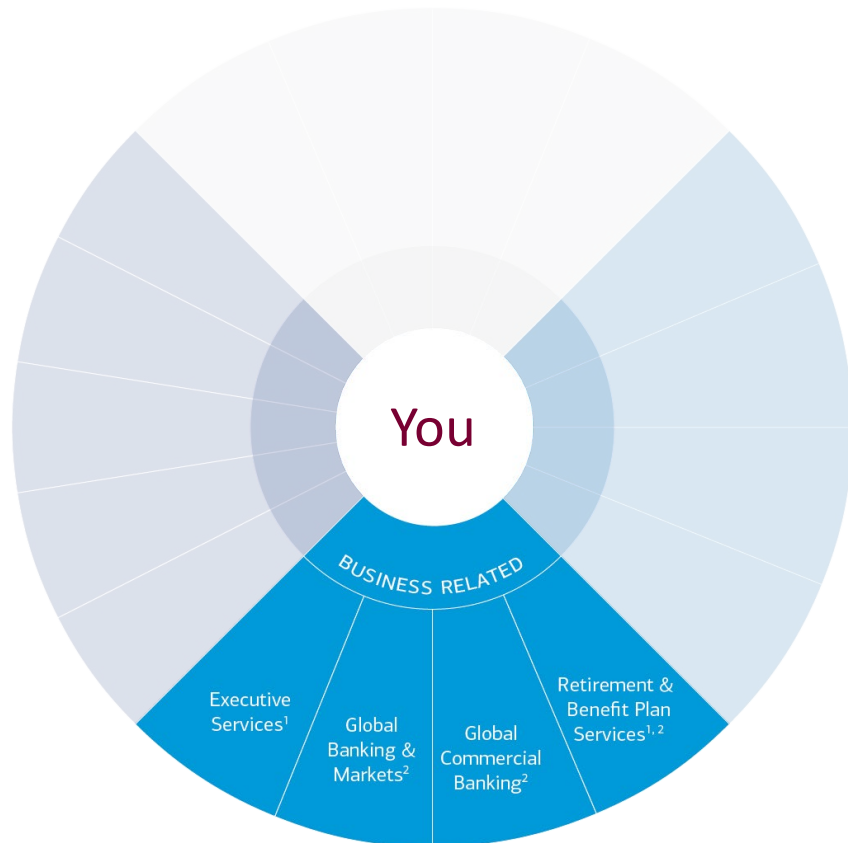 You
BUSINESS RELATED
Executive
Services¹
Global
Banking &
Markets²
Global
Commercial
Banking²
Retirement &
Benefit Plan
Services¹˒ ²